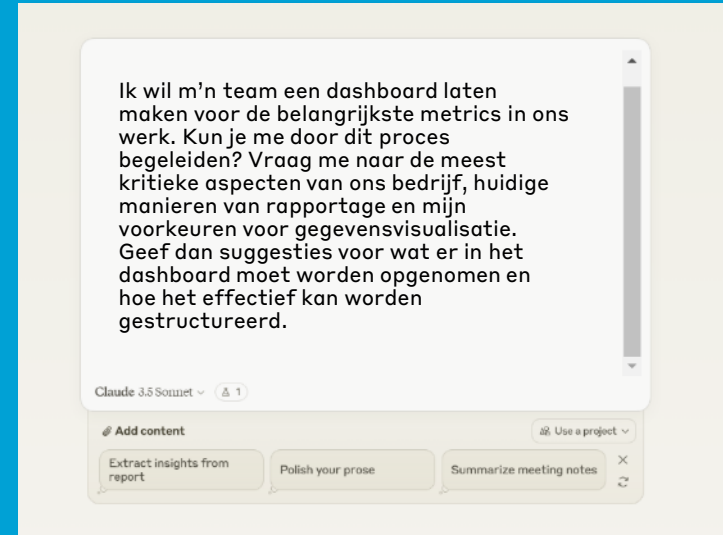 Ik wil m’n team een dashboard laten
maken voor de belangrijkste metrics in ons
werk. Kun je me door dit proces
begeleiden? Vraag me naar de meest
kritieke aspecten van ons bedrijf, huidige
manieren van rapportage en mijn
voorkeuren voor gegevensvisualisatie.
Geef dan suggesties voor wat er in het
dashboard moet worden opgenomen en
hoe het effectief kan worden
gestructureerd.
Claude 3.5 Sonnet
1
Add content
Use a project
Extract insights from
report
Polish your prose
Summarize meeting notes